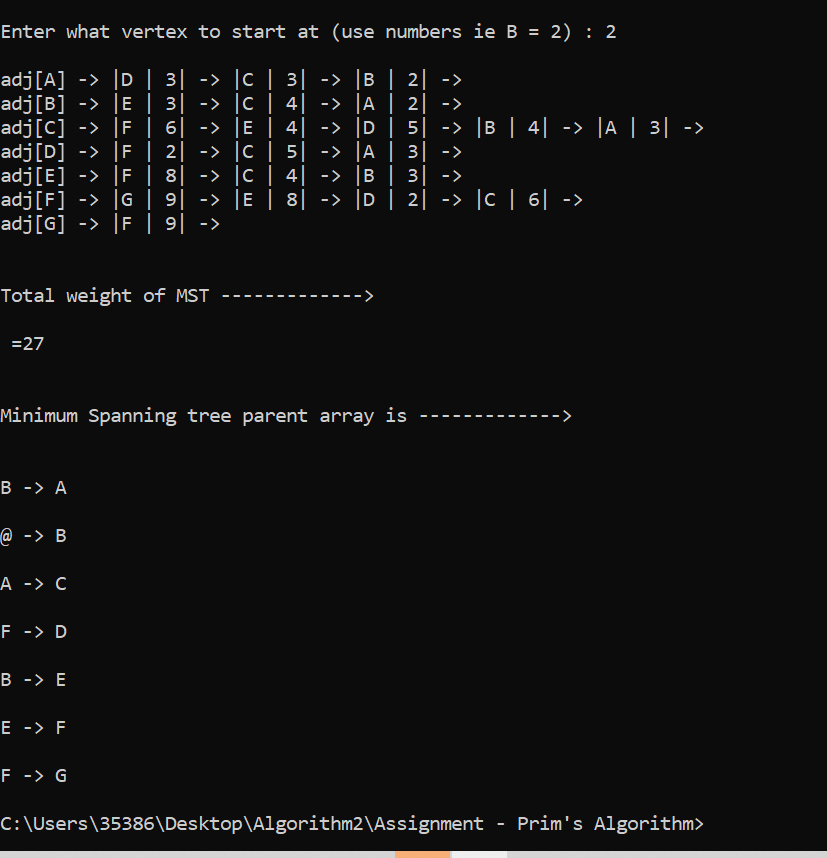 Enter what vertex to start at (use numbers ie B = 2) : 2
adj[A] -> |D | 3| -> |C | 3| -> |B | 2| ->
adj[B] -> |E | 3| -> |C | 4| -> |A | 2| ->
adj[C] -> |F | 6| -> |E | 4| -> |D | 5| -> |B | 4| -> |A | 3| ->
adj[D] -> |F | 2| -> |C | 5| -> |A | 3| ->
adj[E] -> |F | 8| -> |C | 4| -> |B | 3| ->
adj[F] -> |G | 9| -> |E | 8| -> |D | 2| -> |C | 6| ->
adj[G] -> |F | 9| ->
Total weight of MST ------------->
=27
Minimum Spanning tree parent array is ------------->
B -> A
@ -> B
A -> C
F -> D
B -> E
E -> F
F -> G
C:\Users\35386\Desktop\Algorithm2\Assignment - Prim's Algorithm>